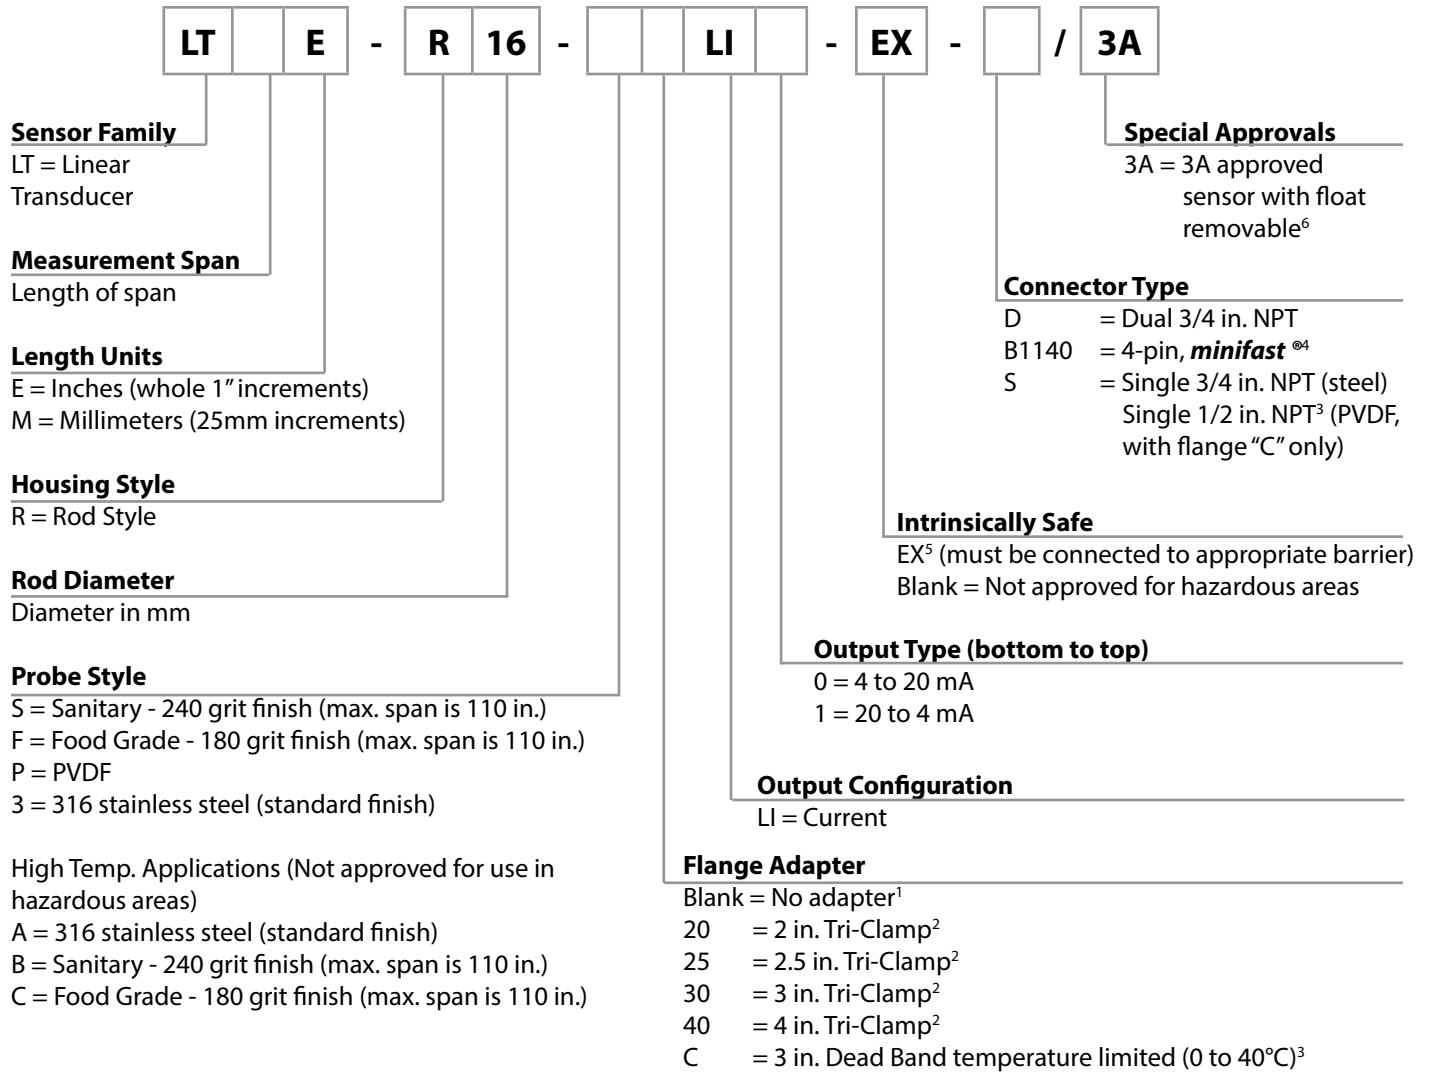 LT E - R 16 - LI - EX - / 3A
Sensor Family
LT = Linear
Transducer
Measurement Span
Length of span
Length Units
E = Inches (whole 1” increments)
M = Millimeters (25mm increments)
Housing Style
R = Rod Style
Rod Diameter
Diameter in mm
Probe Style
S = Sanitary - 240 grit finish (max. span is 110 in.)
F = Food Grade - 180 grit finish (max. span is 110 in.)
P = PVDF
3 = 316 stainless steel (standard finish)
High Temp. Applications (Not approved for use in
hazardous areas)
A = 316 stainless steel (standard finish)
B = Sanitary - 240 grit finish (max. span is 110 in.)
C = Food Grade - 180 grit finish (max. span is 110 in.)
Special Approvals
3A = 3A approved
sensor with float
removable⁶
Connector Type
D = Dual 3/4 in. NPT
B1140 = 4-pin, minifast ®⁴
S = Single 3/4 in. NPT (steel)
Single 1/2 in. NPT³ (PVDF,
with flange “C” only)
Intrinsically Safe
EX⁵ (must be connected to appropriate barrier)
Blank = Not approved for hazardous areas
Output Type (bottom to top)
0 = 4 to 20 mA
1 = 20 to 4 mA
Output Configuration
LI = Current
Flange Adapter
Blank = No adapter¹
20 = 2 in. Tri-Clamp²
25 = 2.5 in. Tri-Clamp²
30 = 3 in. Tri-Clamp²
40 = 4 in. Tri-Clamp²
C = 3 in. Dead Band temperature limited (0 to 40°C)³